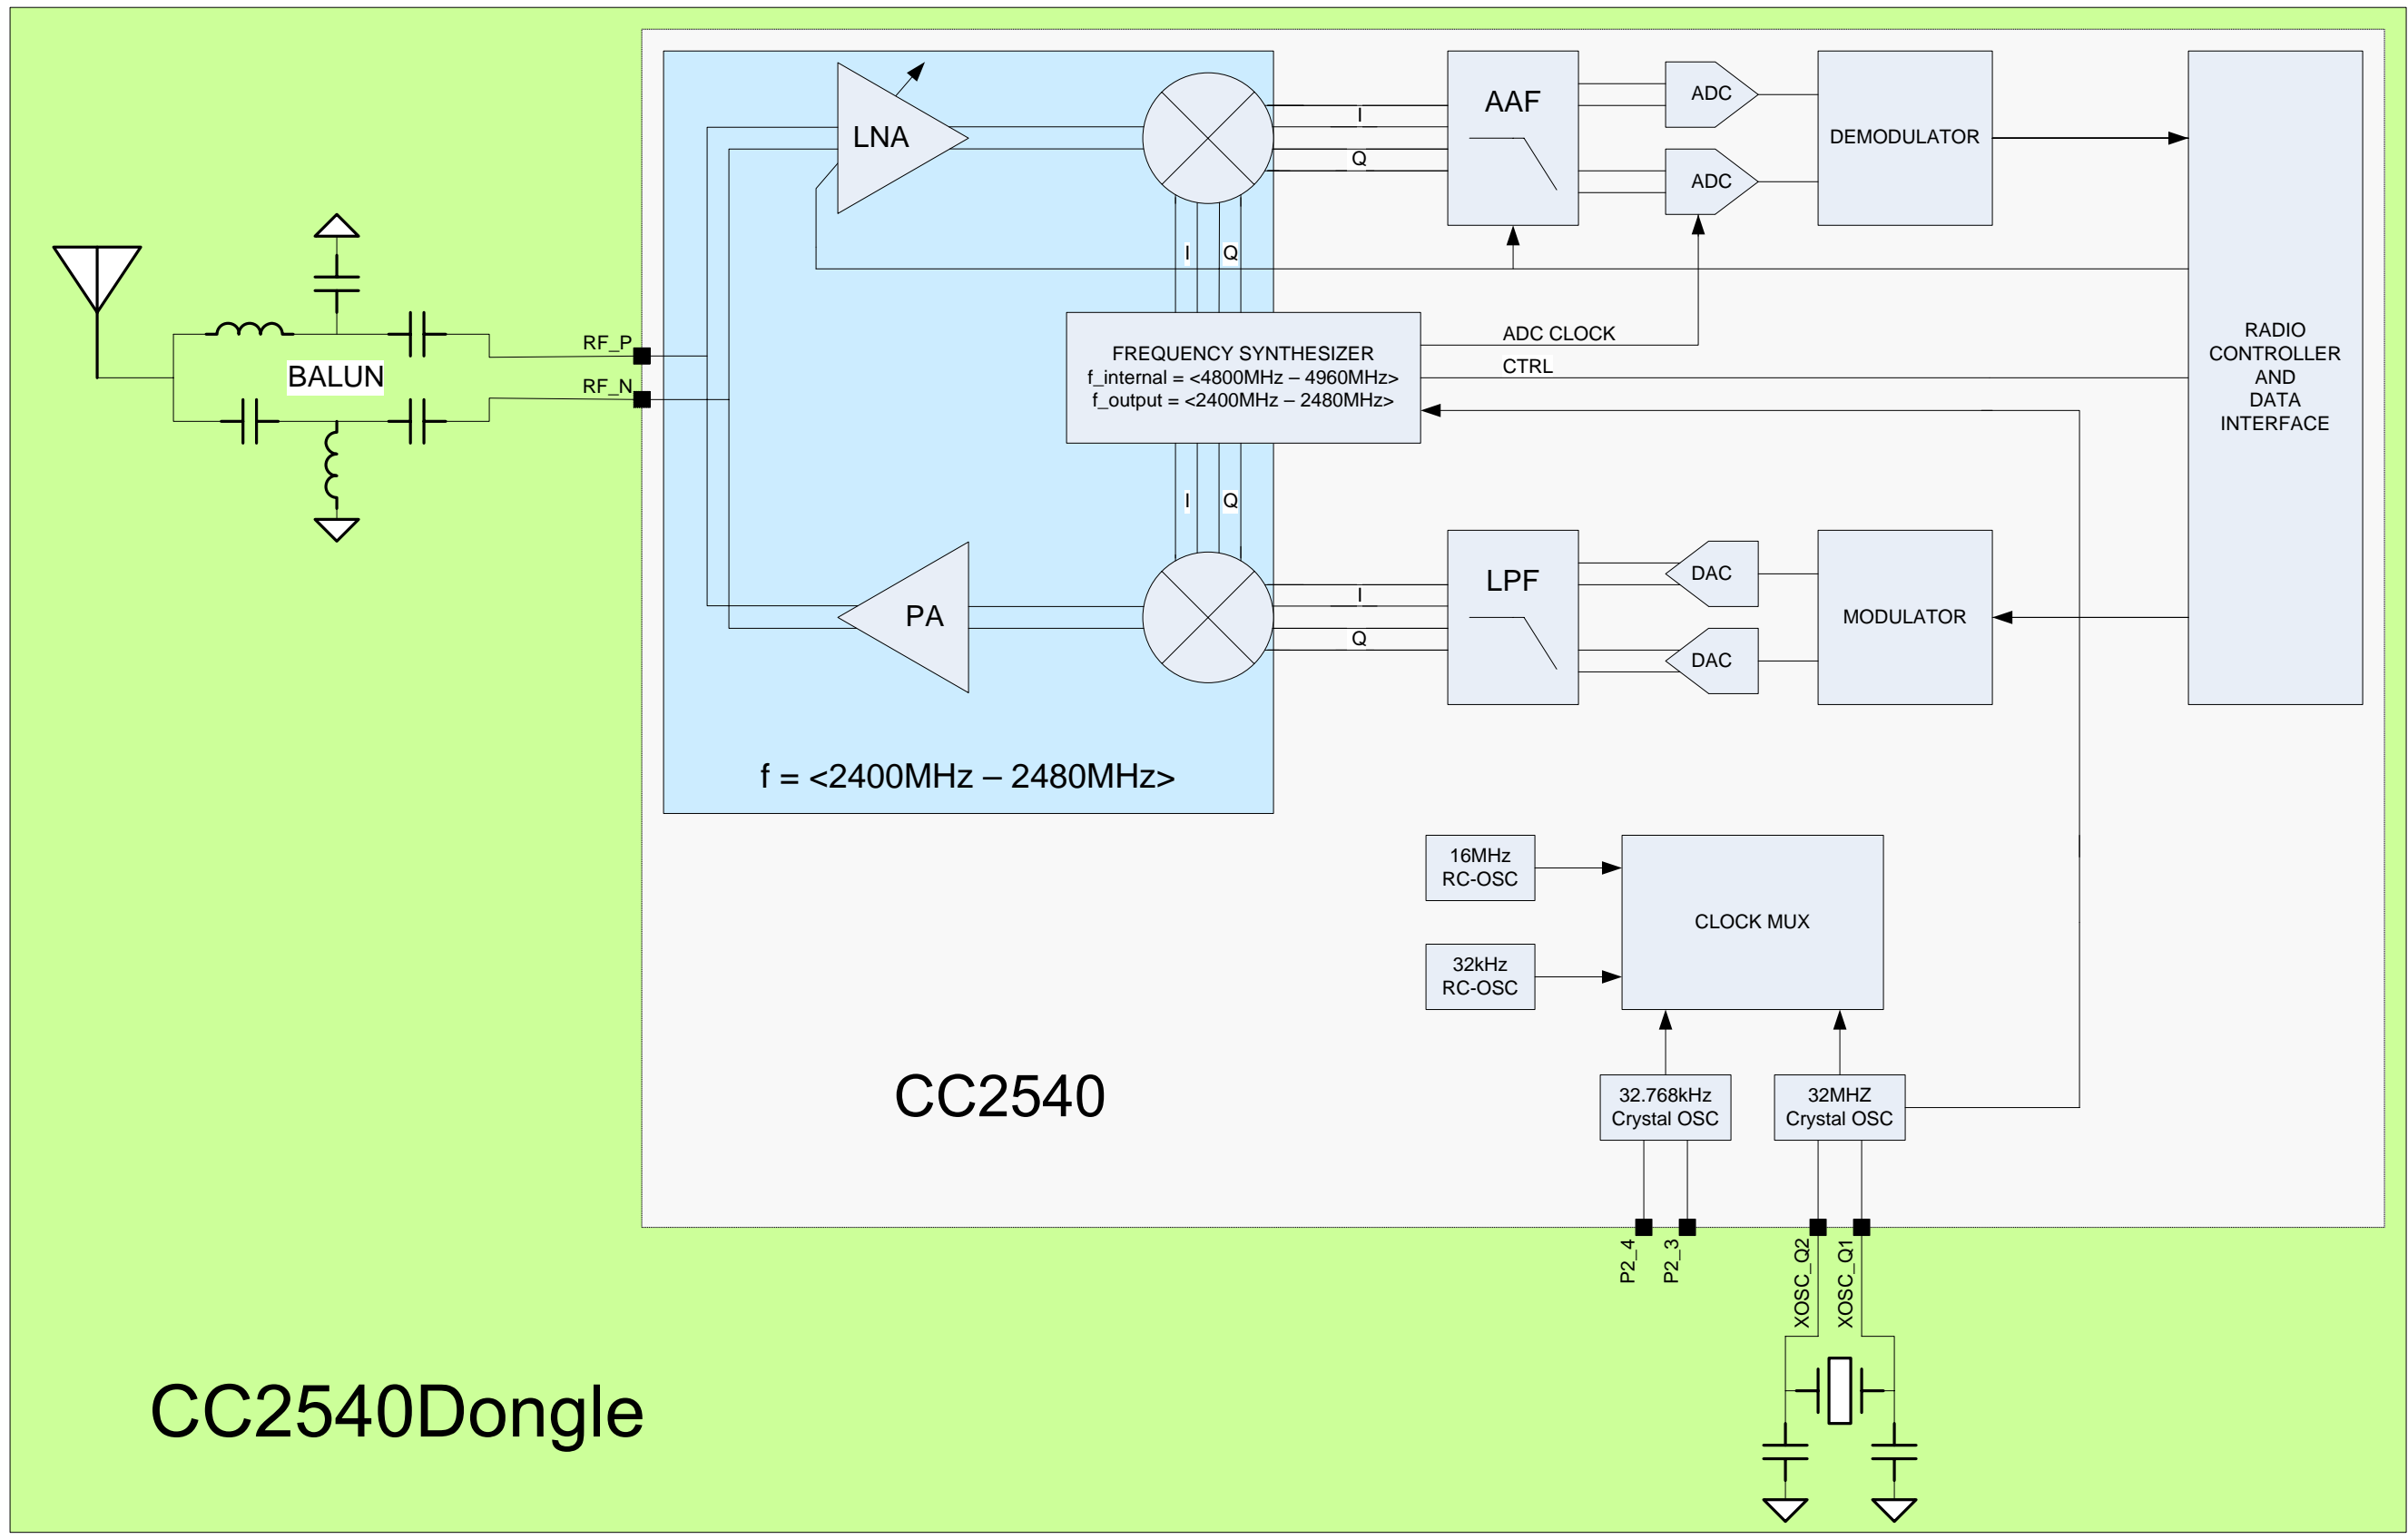 LNA
I
Q
AAF
ADC
ADC
DEMODULATOR
I
Q
RF_P
RF_N
BALUN
FREQUENCY SYNTHESIZER
f_internal = <4800MHz – 4960MHz>
f_output = <2400MHz – 2480MHz>
ADC CLOCK
CTRL
RADIO
CONTROLLER
AND
DATA
INTERFACE
I
Q
PA
I
Q
LPF
DAC
DAC
MODULATOR
f = <2400MHz – 2480MHz>
16MHz
RC-OSC
32kHz
RC-OSC
CLOCK MUX
CC2540
32.768kHz
Crystal OSC
32MHZ
Crystal OSC
P2_4
P2_3
XOSC_Q2
XOSC_Q1
CC2540Dongle